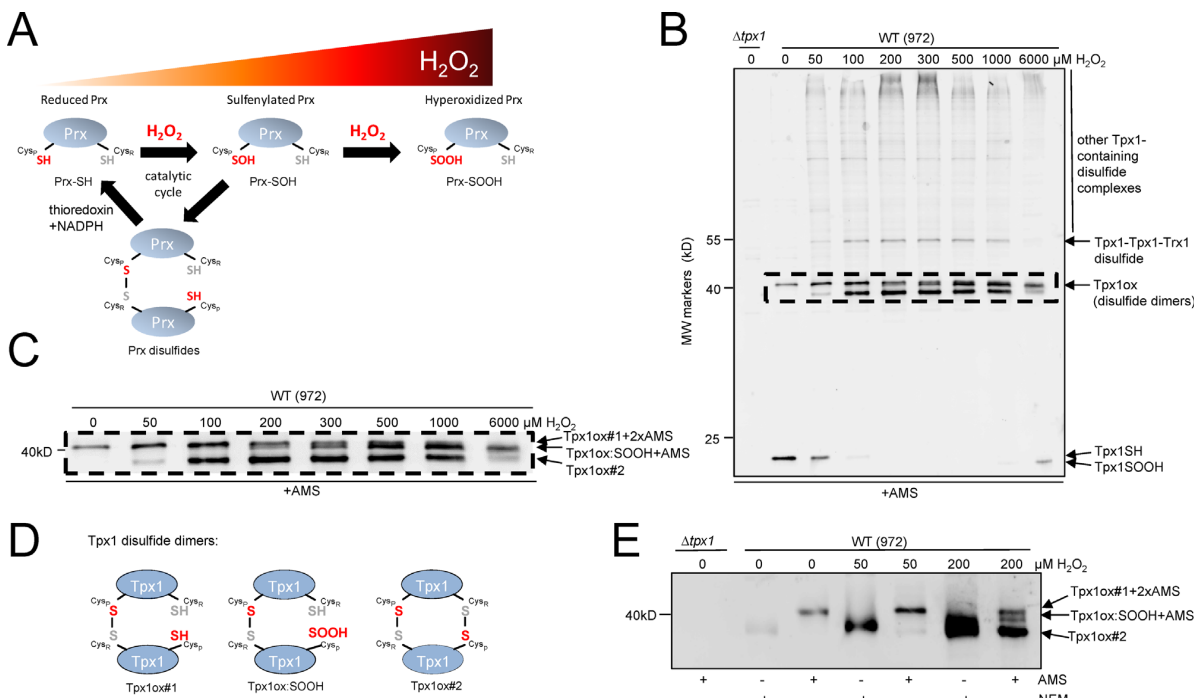 A
H2O2
Reduced Prx
Sulfenylated Prx
Hyperoxidized Prx
Prx
H2O2
Prx
H2O2
Prx
CysP
CysR
CysP
CysR
CysP
CysR
SH
SH
SOH
SH
SOOH
SH
Prx-SH
catalytic
cycle
Prx-SOH
Prx-SOOH
thioredoxin
+NADPH
Prx
CysP
CysR
S
SH
S
SH
CysR
CysP
Prx
Prx disulfides
B
Δtpx1
WT (972)
0
0
50
100
200
300
500
1000
6000
µM H2O2
other Tpx1-
containing
disulfide
complexes
MW markers (kD)
55
40
25
Tpx1-Tpx1-Trx1
disulfide
Tpx1ox
(disulfide dimers)
Tpx1SH
Tpx1SOOH
+AMS
C
WT (972)
0
50
100
200
300
500
1000
6000
µM H2O2
40kD
Tpx1ox#1+2xAMS
Tpx1ox:SOOH+AMS
Tpx1ox#2
+AMS
D
Tpx1 disulfide dimers:
Tpx1
Tpx1
Tpx1
CysP
CysR
CysP
CysR
CysP
CysR
S
SH
S
SH
S
S
S
SH
S
SOOH
S
S
CysR
CysP
CysR
CysP
CysR
CysP
Tpx1
Tpx1
Tpx1
Tpx1ox#1
Tpx1ox:SOOH
Tpx1ox#2
E
Δtpx1
WT (972)
0
0
0
50
50
200
200
µM H2O2
40kD
Tpx1ox#1+2xAMS
Tpx1ox:SOOH+AMS
Tpx1ox#2
+
-
+
-
+
-
+
AMS